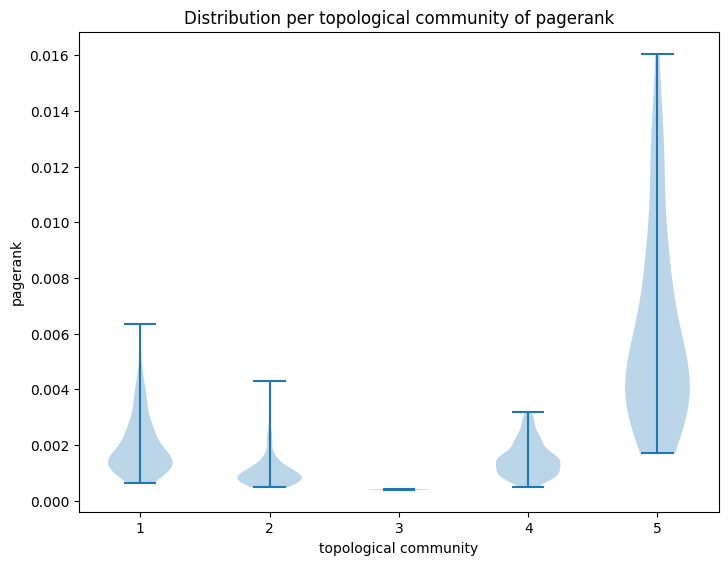 Distribution per topological community of pagerank
0.016
0.014
0.012
0.010
0.008
0.006
0.004
0.002
0.000
pagerank
1 2 3 4 5
topological community